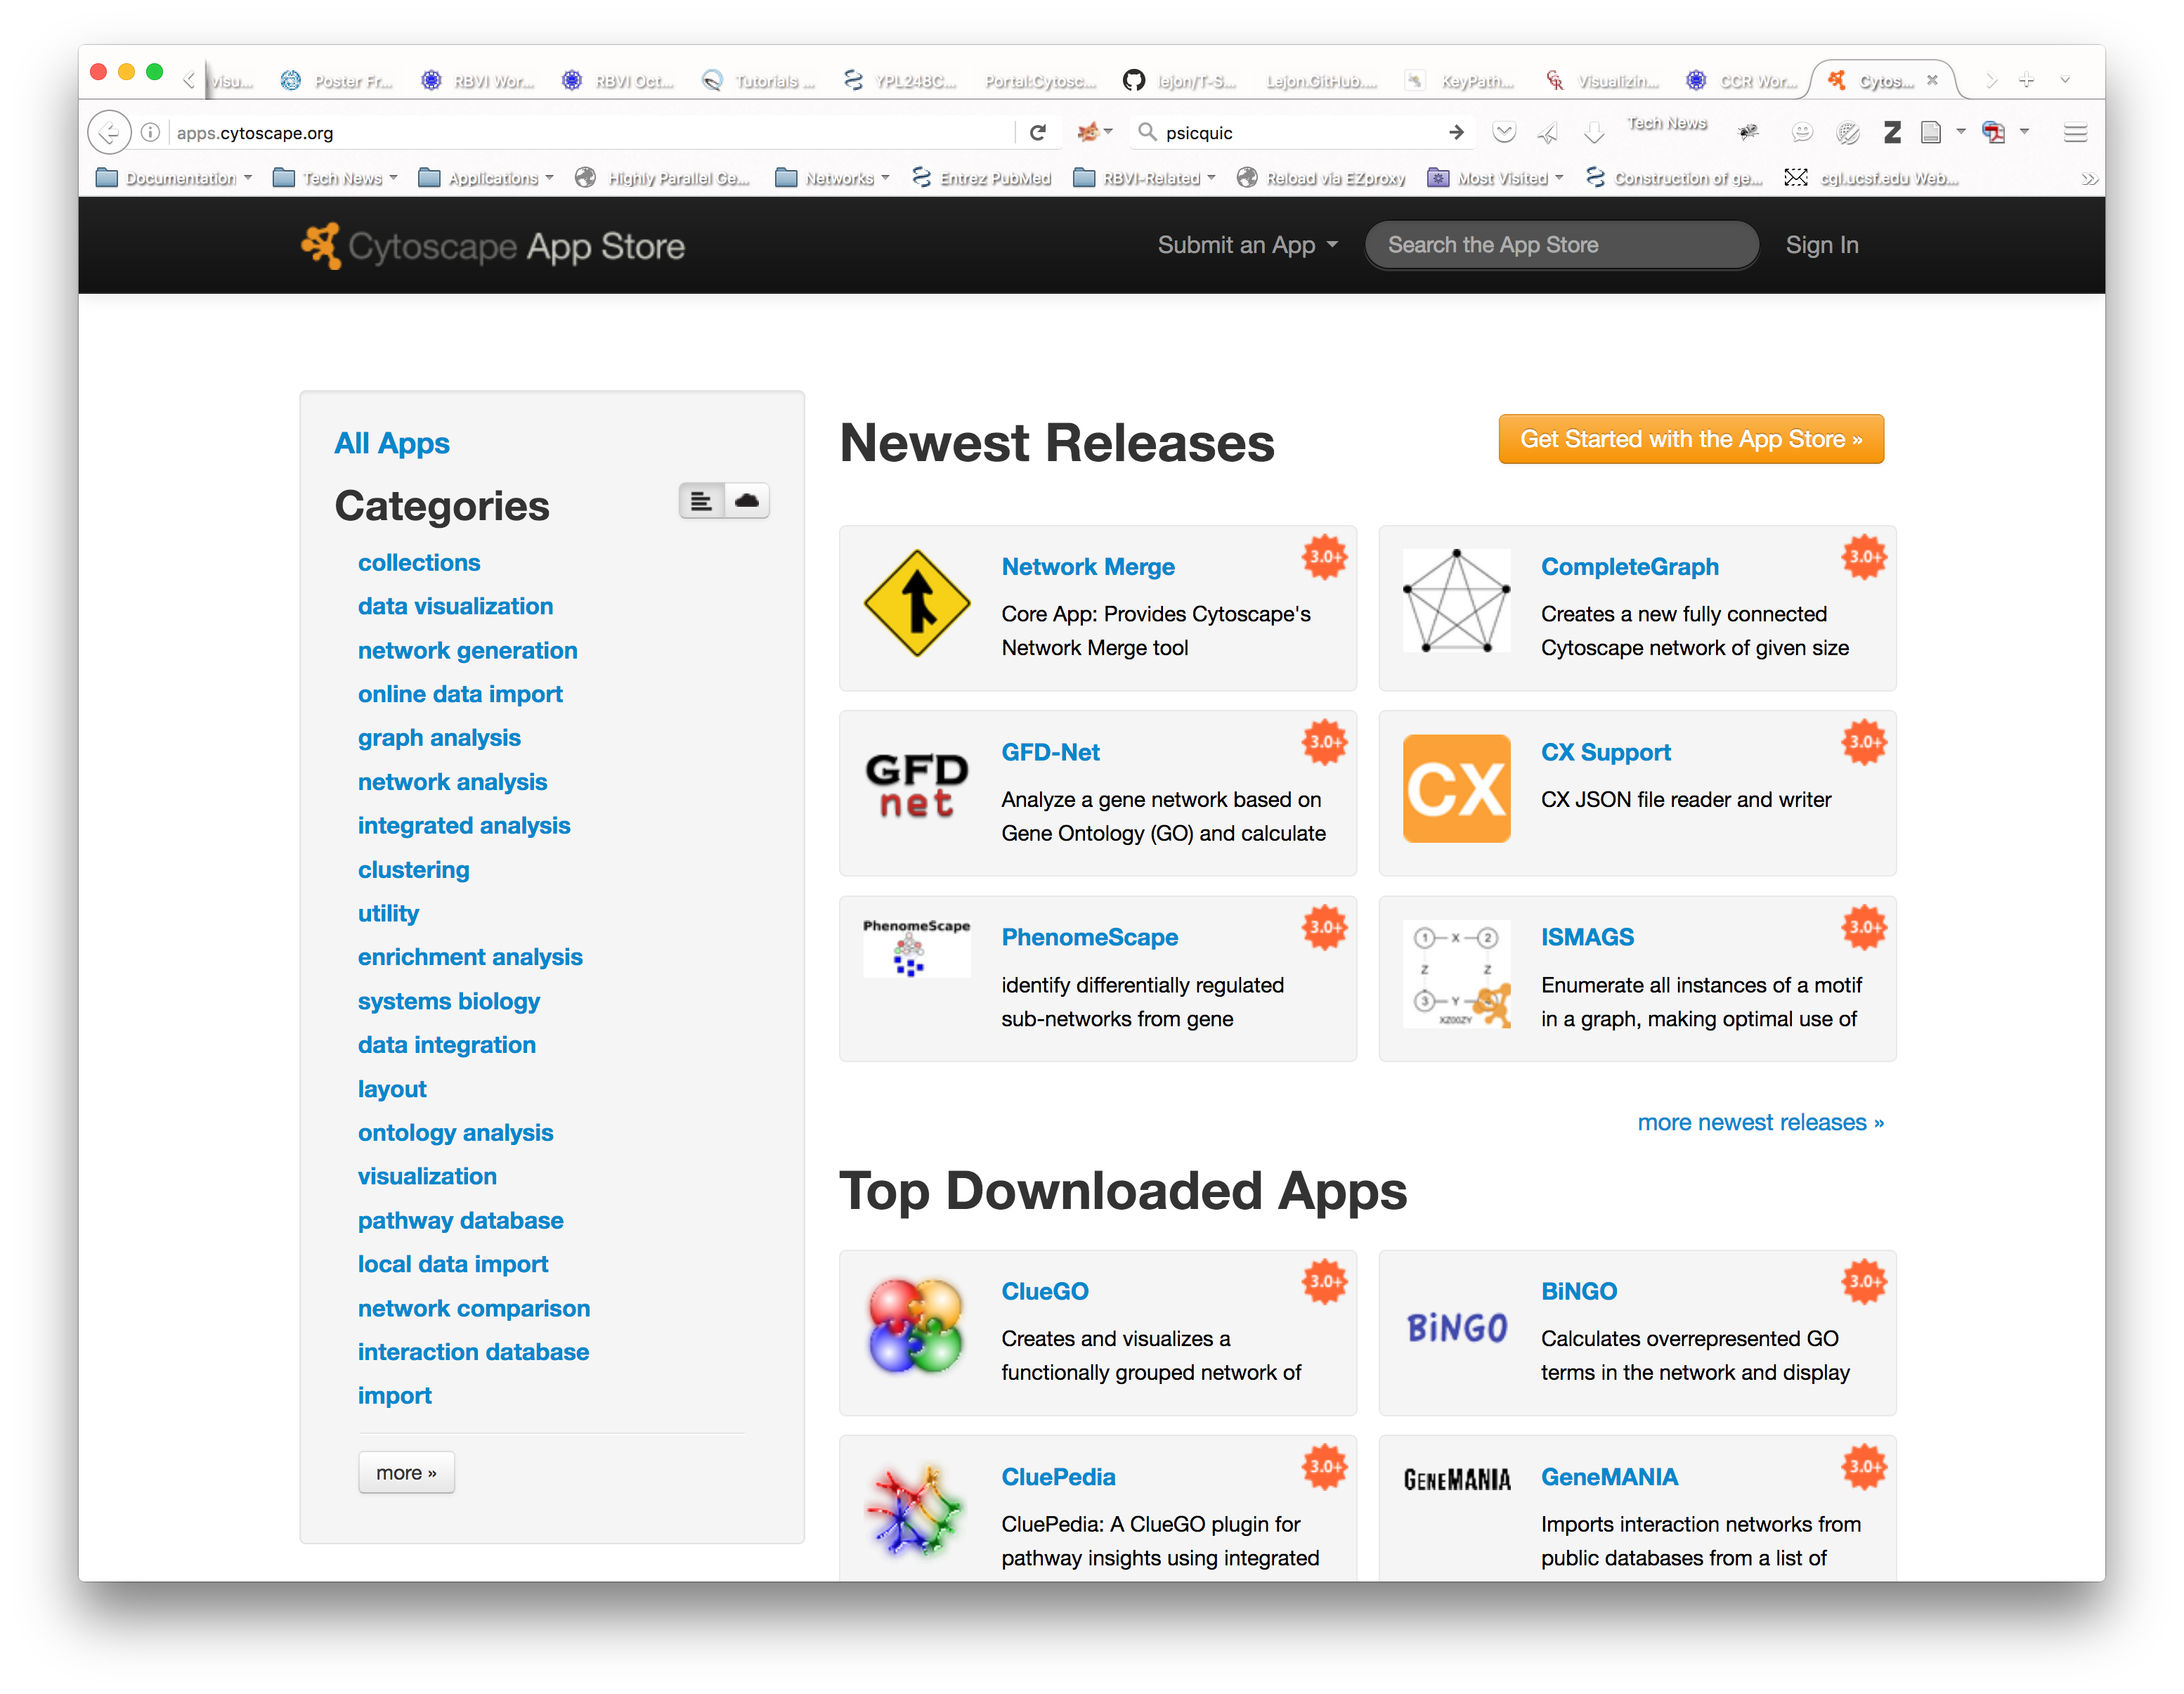 visu...
Poster Fr...
RBVI Wor...
RBVI Oct...
Tutorials ...
YPL248C...
Portal:Cytosc...
lejon/T-S...
Lejon.GitHub....
KeyPath...
Visualizin...
CCR Wor...
Cytos...
apps.cytoscape.org
psicquic
Tech News
Z
Documentation
Tech News
Applications
Highly Parallel Ge...
Networks
Entrez PubMed
RBVI-Related
Reload via EZproxy
Most Visited
Construction of ge...
cgl.ucsf.edu Web...
Cytoscape App Store
Submit an App
Search the App Store
Sign In
All Apps
Categories
collections
data visualization
network generation
online data import
graph analysis
network analysis
integrated analysis
clustering
utility
enrichment analysis
systems biology
data integration
layout
ontology analysis
visualization
pathway database
local data import
network comparison
interaction database
import
more »
Newest Releases
Get Started with the App Store »
Network Merge
3.0+
Core App: Provides Cytoscape's
Network Merge tool
CompleteGraph
3.0+
Creates a new fully connected
Cytoscape network of given size
GFD
net
GFD-Net
3.0+
Analyze a gene network based on
Gene Ontology (GO) and calculate
CX
CX Support
3.0+
CX JSON file reader and writer
PhenomeScape
PhenomeScape
3.0+
identify differentially regulated
sub-networks from gene
1 X 2
Z Z
3 Y
XZ00ZY
ISMAGS
3.0+
Enumerate all instances of a motif
in a graph, making optimal use of
more newest releases »
Top Downloaded Apps
ClueGO
3.0+
Creates and visualizes a
functionally grouped network of
BiNGO
BiNGO
3.0+
Calculates overrepresented GO
terms in the network and display
CluePedia
3.0+
CluePedia: A ClueGO plugin for
pathway insights using integrated
GENEMANIA
GeneMANIA
3.0+
Imports interaction networks from
public databases from a list of